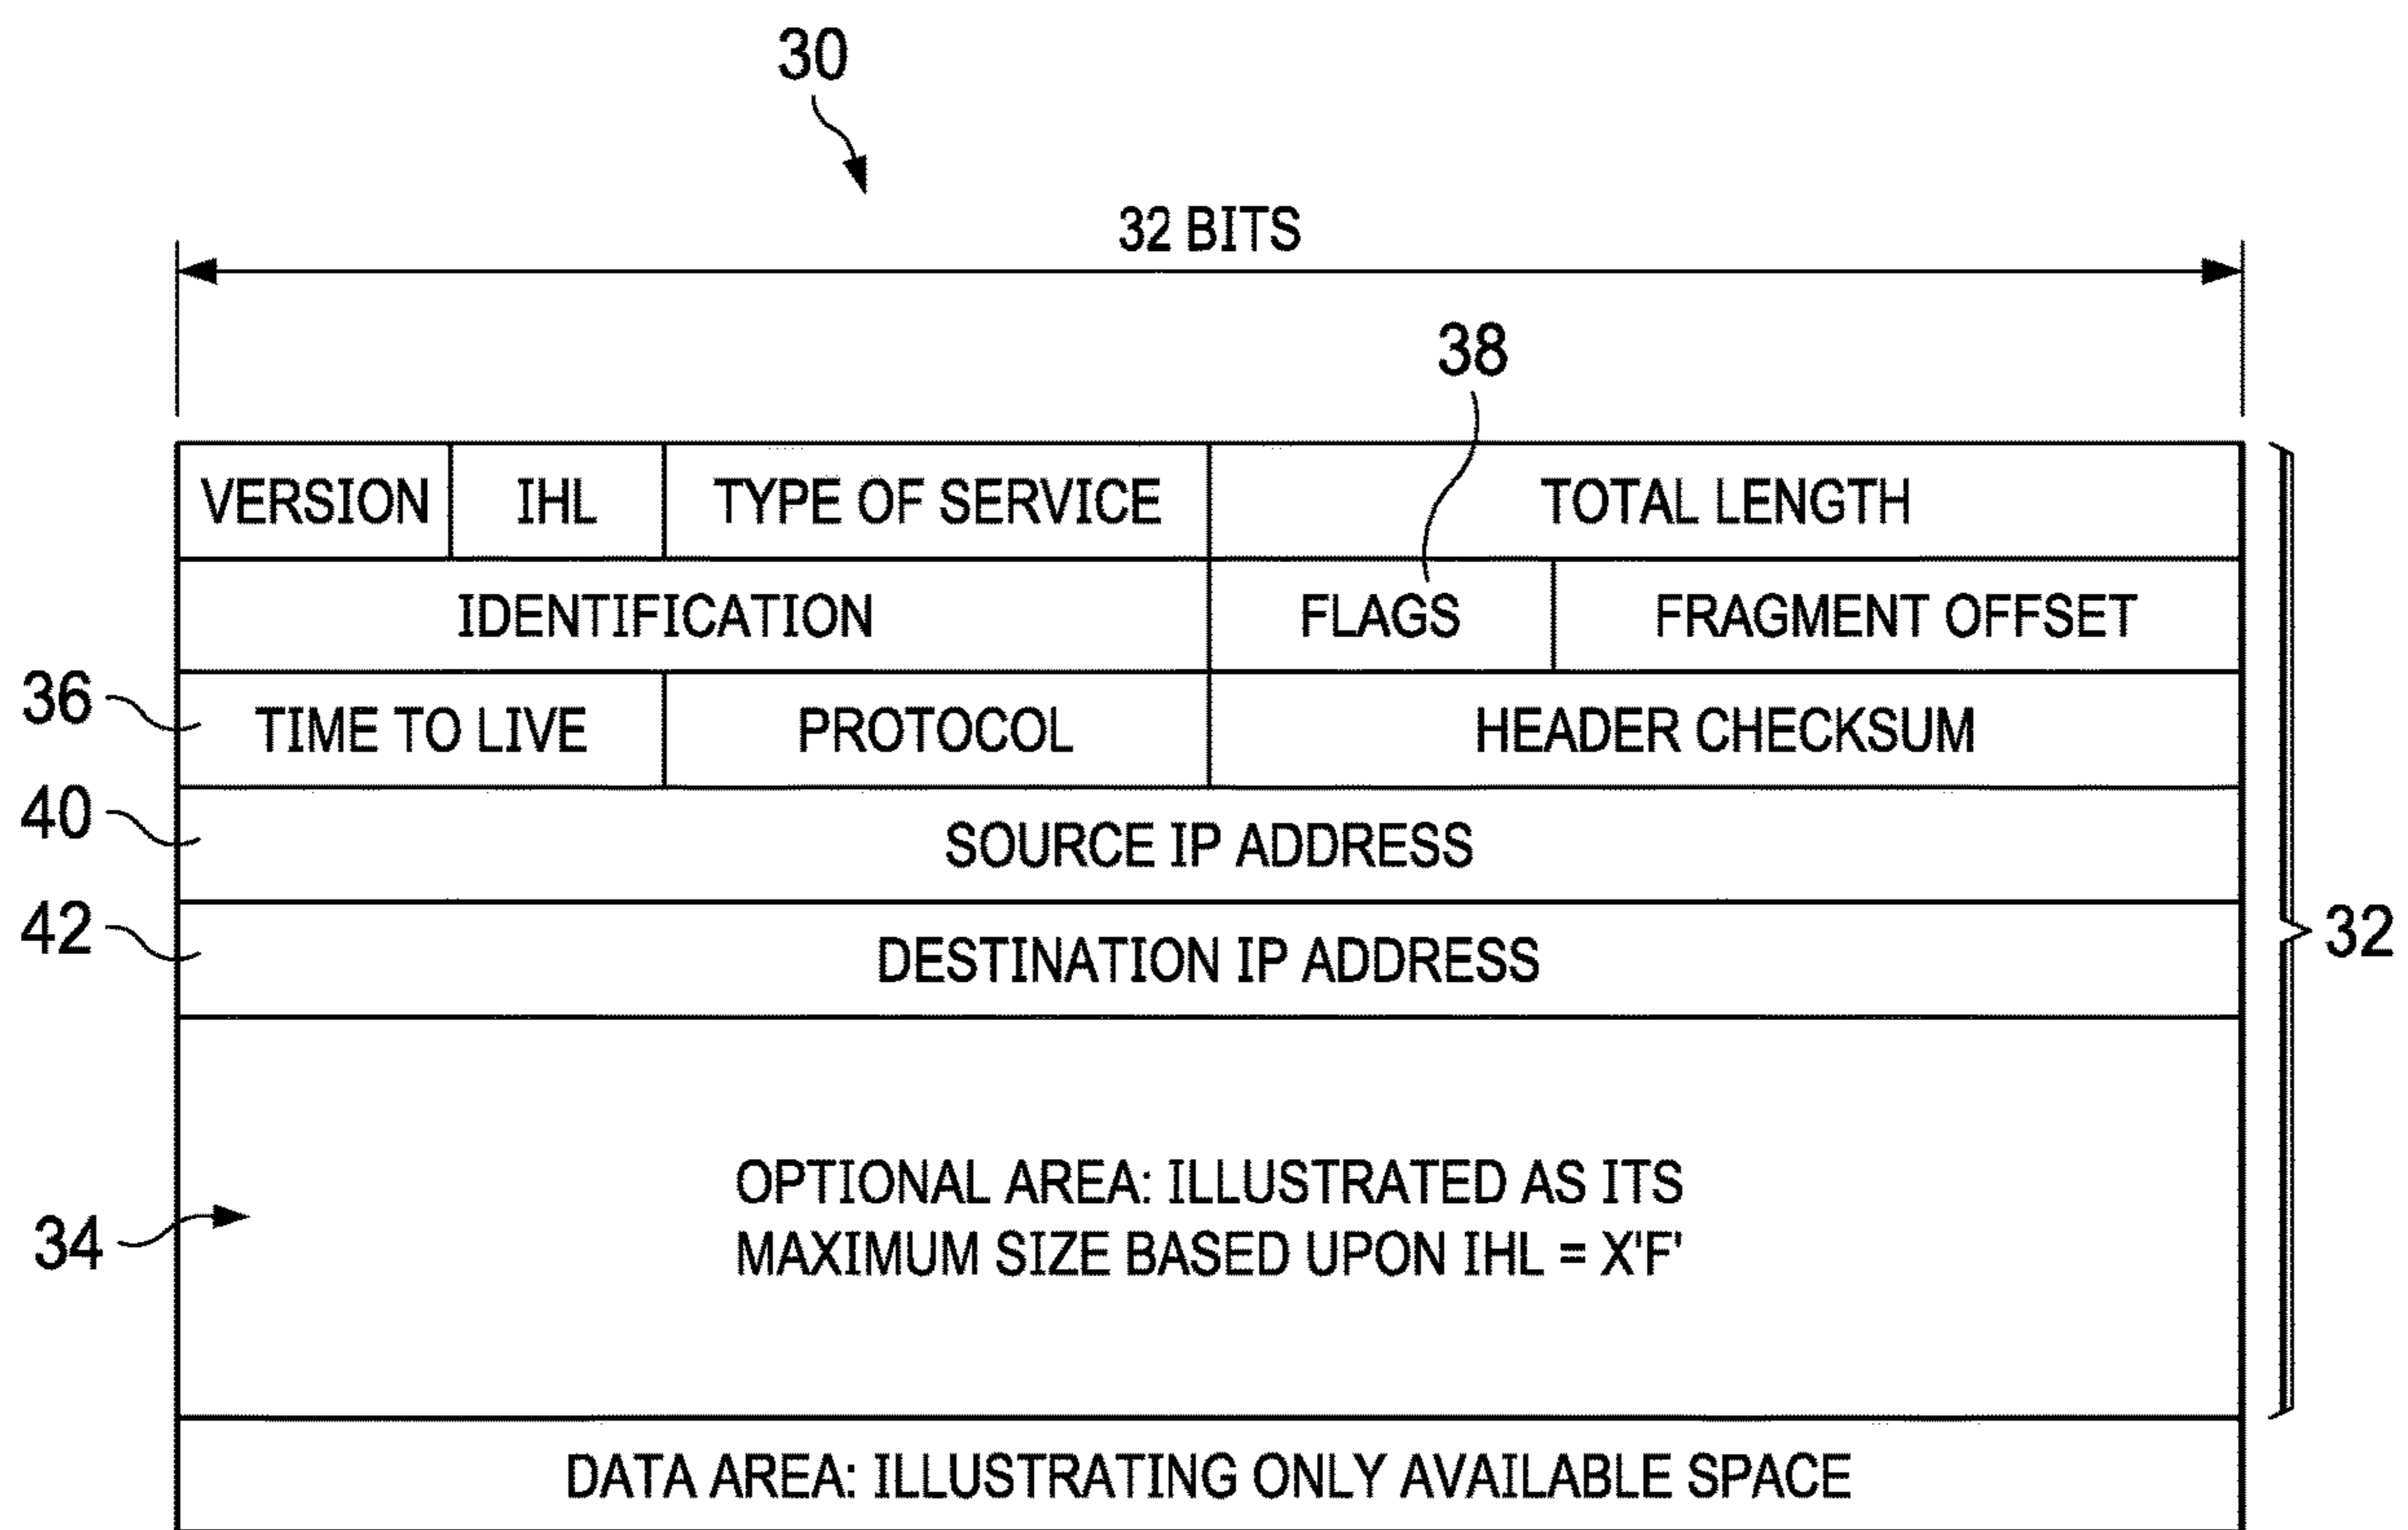 30
32 BITS
38
VERSION IHL TYPE OF SERVICE TOTAL LENGTH
IDENTIFICATION FLAGS FRAGMENT OFFSET
36 TIME TO LIVE PROTOCOL HEADER CHECKSUM
40 SOURCE IP ADDRESS
42 DESTINATION IP ADDRESS
32
OPTIONAL AREA: ILLUSTRATED AS ITS
34 MAXIMUM SIZE BASED UPON IHL = X'F'
DATA AREA: ILLUSTRATING ONLY AVAILABLE SPACE